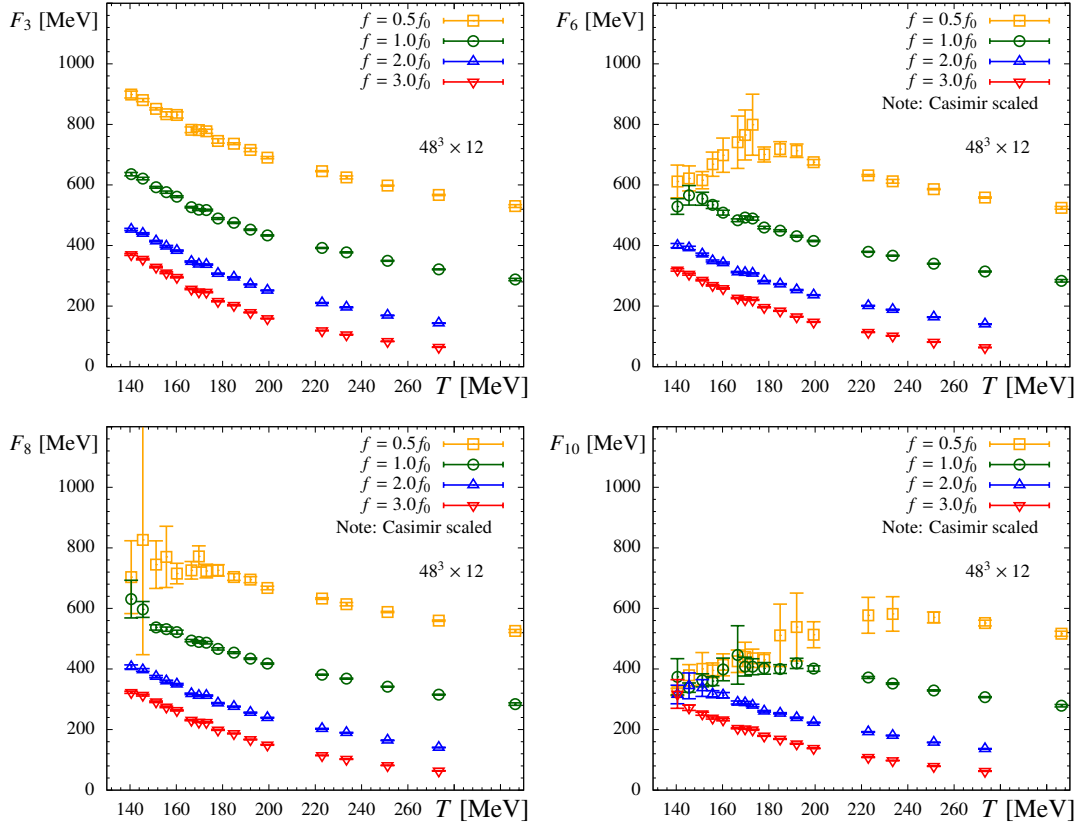 F3 [MeV]
f = 0.5f0
f = 1.0f0
f = 2.0f0
f = 3.0f0
48³ × 12
1000
800
600
400
200
0
140 160 180 200 220 240 260
T [MeV]
F6 [MeV]
f = 0.5f0
f = 1.0f0
f = 2.0f0
f = 3.0f0
Note: Casimir scaled
48³ × 12
1000
800
600
400
200
0
140 160 180 200 220 240 260
T [MeV]
F8 [MeV]
f = 0.5f0
f = 1.0f0
f = 2.0f0
f = 3.0f0
Note: Casimir scaled
48³ × 12
1000
800
600
400
200
0
140 160 180 200 220 240 260
T [MeV]
F10 [MeV]
f = 0.5f0
f = 1.0f0
f = 2.0f0
f = 3.0f0
Note: Casimir scaled
48³ × 12
1000
800
600
400
200
0
140 160 180 200 220 240 260
T [MeV]